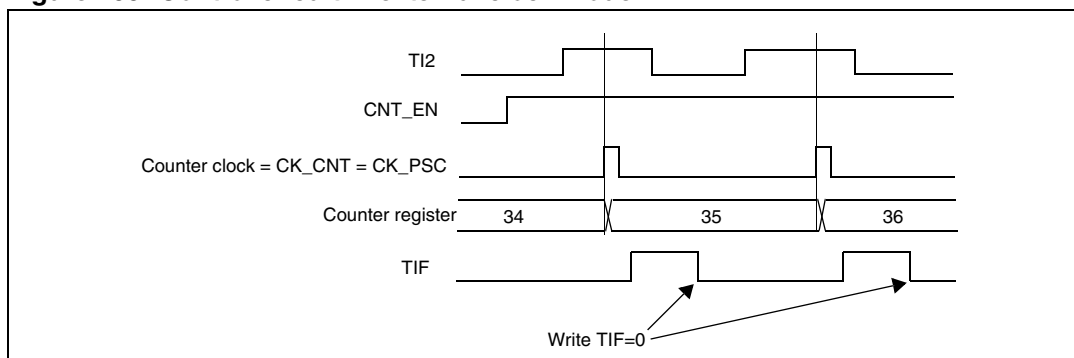 TI2
CNT_EN
Counter clock = CK_CNT = CK_PSC
Counter register 34 35 36
TIF
Write TIF=0